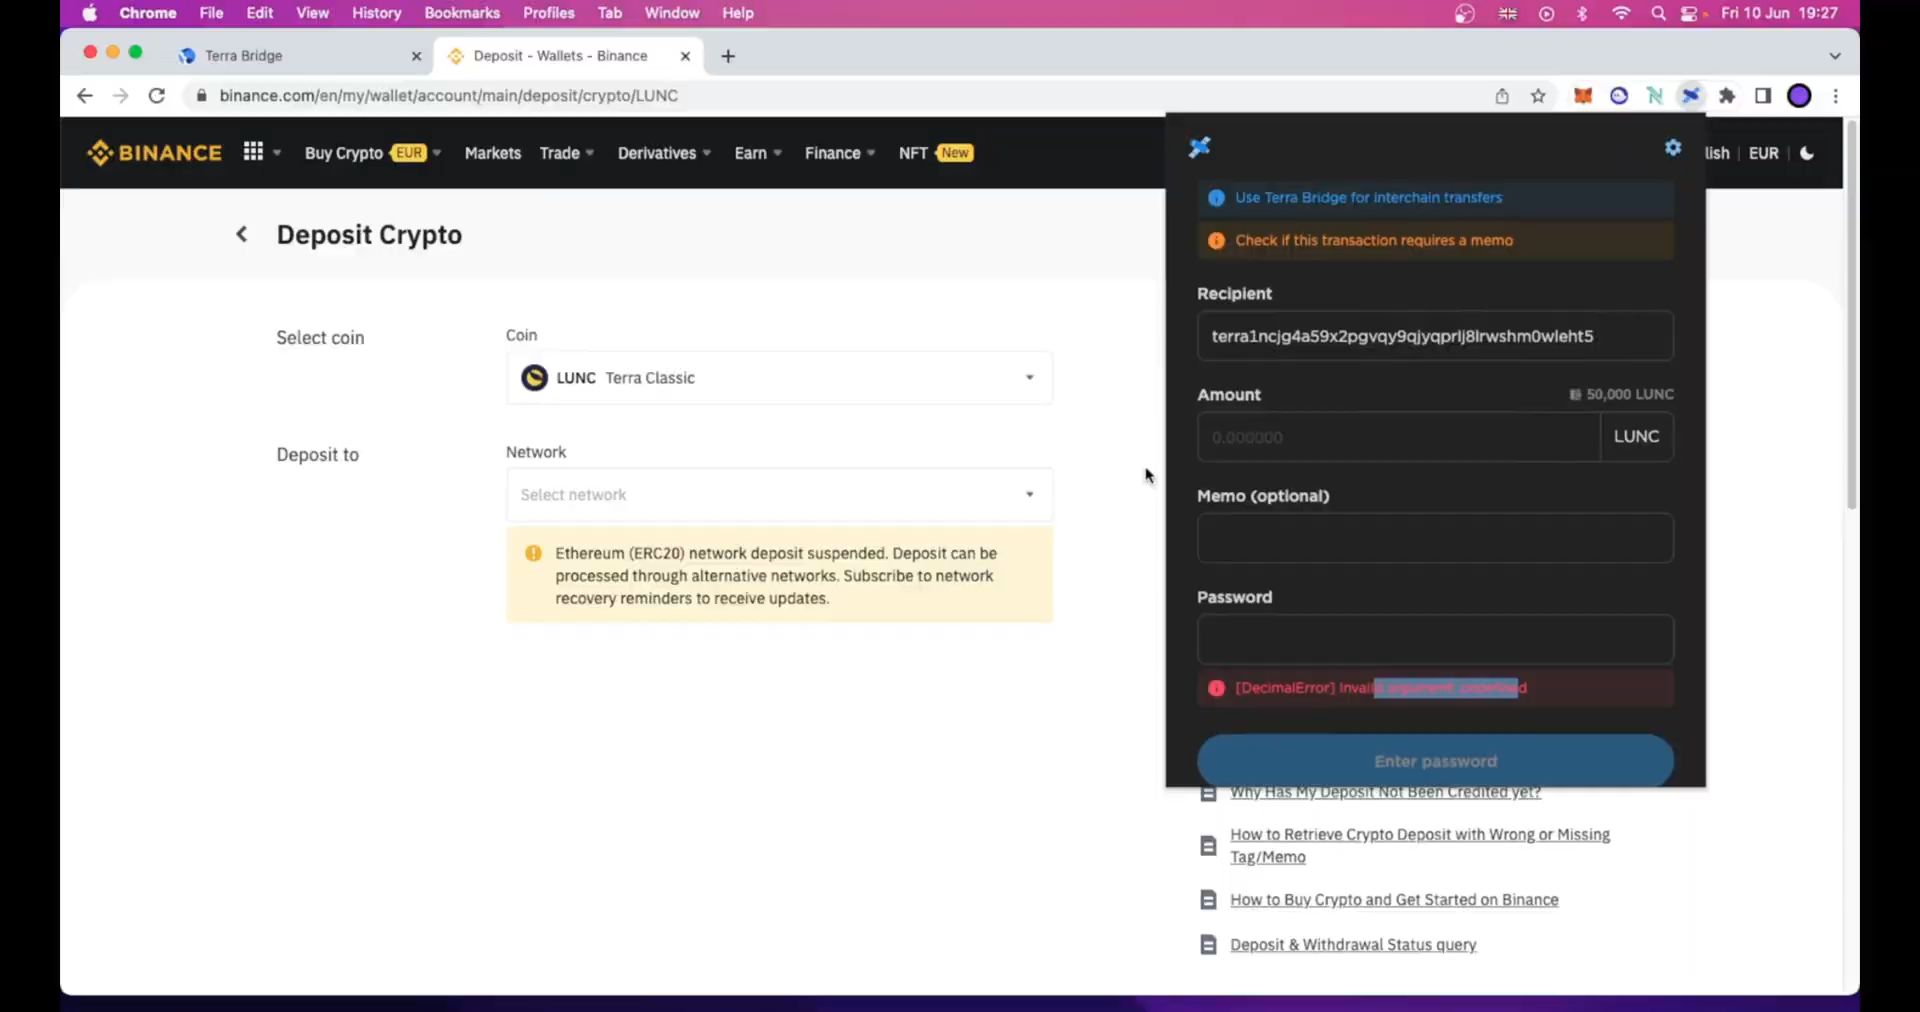 Chrome File Edit View History Bookmarks Profiles Tab Window Help Fri 10 Jun 19:27
Terra Bridge
Deposit - Wallets - Binance
binance.com/en/my/wallet/account/main/deposit/crypto/LUNC
BINANCE Buy Crypto EUR Markets Trade Derivatives Earn Finance NFT New
lish | EUR |
Deposit Crypto
Select coin
Coin
LUNC Terra Classic
Deposit to
Network
Select network
Ethereum (ERC20) network deposit suspended. Deposit can be
processed through alternative networks. Subscribe to network
recovery reminders to receive updates.
Use Terra Bridge for interchain transfers
Check if this transaction requires a memo
Recipient
terra1ncjg4a59x2pgvqy9qjyqprlj8lrwshm0wleht5
Amount
50,000 LUNC
0.000000
LUNC
Memo (optional)
Password
[DecimalError] Invalid argument: undefined
Enter password
Why Has My Deposit Not Been Credited yet?
How to Retrieve Crypto Deposit with Wrong or Missing
Tag/Memo
How to Buy Crypto and Get Started on Binance
Deposit & Withdrawal Status query